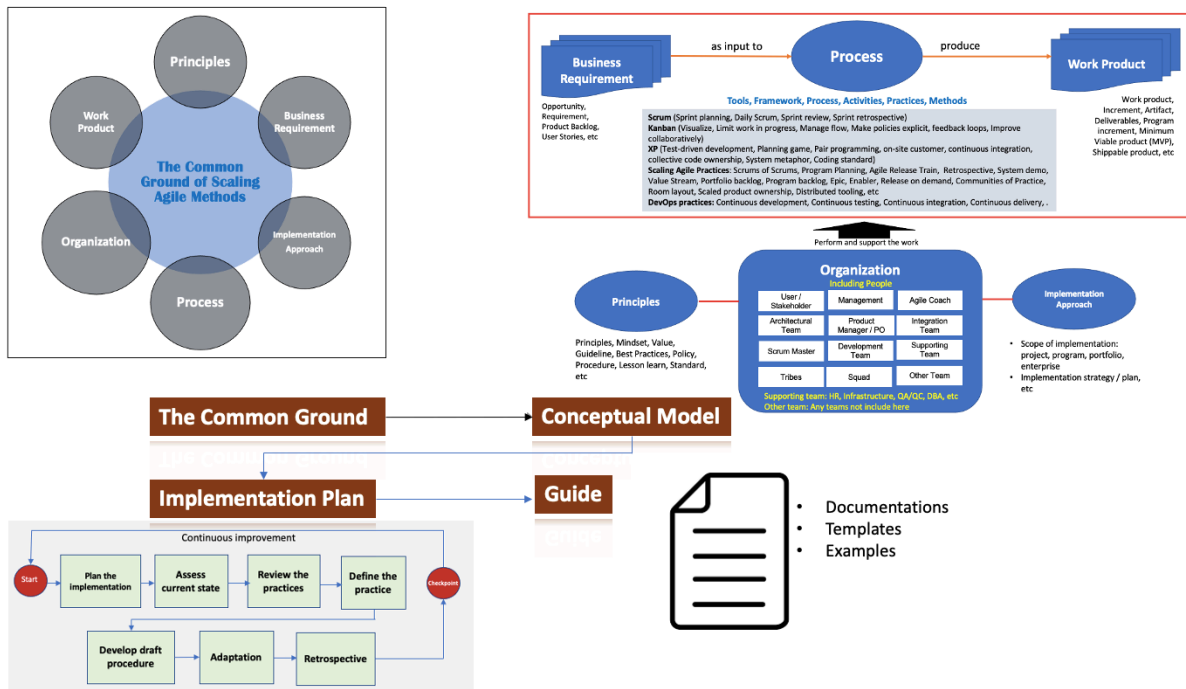 Principles
Work
Product
Business
Requirement
The Common
Ground of Scaling
Agile Methods
Organization
Implementation
Approach
Process
Business
Requirement
as input to
Process
produce
Work Product
Opportunity,
Requirement,
Product Backlog,
User Stories, etc
Tools, Framework, Process, Activities, Practices, Methods
Scrum (Sprint planning, Daily Scrum, Sprint review, Sprint retrospective)
Kanban (Visualize, Limit work in progress, Manage flow, Make policies explicit, feedback loops, Improve
collaboratively)
XP (Test-driven development, Planning game, Pair programming, on-site customer, continuous integration,
collective code ownership, System metaphor, Coding standard)
Scaling Agile Practices: Scrums of Scrums, Program Planning, Agile Release Train, Retrospective, System demo,
Value Stream, Portfolio backlog, Program backlog, Epic, Enabler, Release on demand, Communities of Practice,
Room layout, Scaled product ownership, Distributed tooling, etc
DevOps practices: Continuous development, Continuous testing, Continuous integration, Continuous delivery, .
Work product,
Increment, Artifact,
Deliverables, Program
increment, Minimum
Viable product (MVP),
Shippable product, etc
Perform and support the work
Principles
Principles, Mindset, Value,
Guideline, Best Practices, Policy,
Procedure, Lesson learn, Standard,
etc
Organization
Including People
User /
Stakeholder
Management
Agile Coach
Architectural
Team
Product
Manager / PO
Integration
Team
Scrum Master
Development
Team
Supporting
Team
Tribes
Squad
Other Team
Supporting team: HR, Infrastructure, QA/QC, DBA, etc
Other team: Any teams not include here
Implementation
Approach
• Scope of implementation:
project, program, portfolio,
enterprise
• Implementation strategy / plan,
etc
The Common Ground
Conceptual Model
Implementation Plan
Guide
• Documentations
• Templates
• Examples
Continuous improvement
Start
Plan the
implementation
Assess
current state
Review the
practices
Define the
practice
Checkpoint
Develop draft
procedure
Adaptation
Retrospective